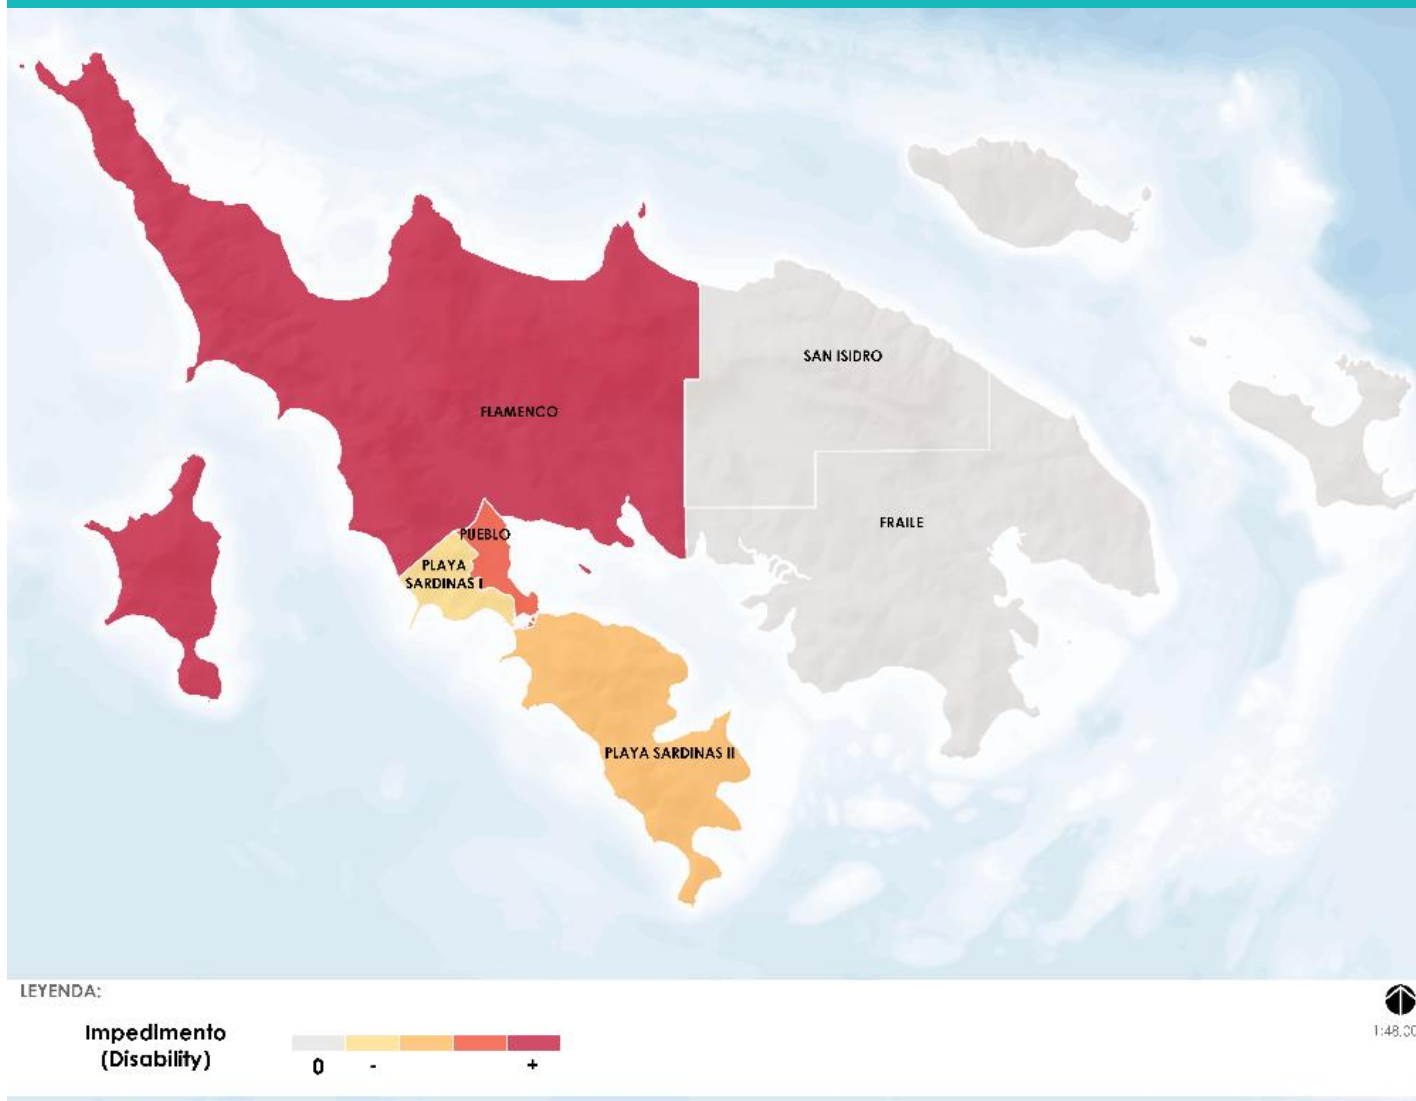 SAN ISIDRO
FLAMENCO
FRAILE
PUEBLO
PLAYA
SARDINAS I
PLAYA SARDINAS II
LEYENDA:
Impedimento
(Disability)
0 - +